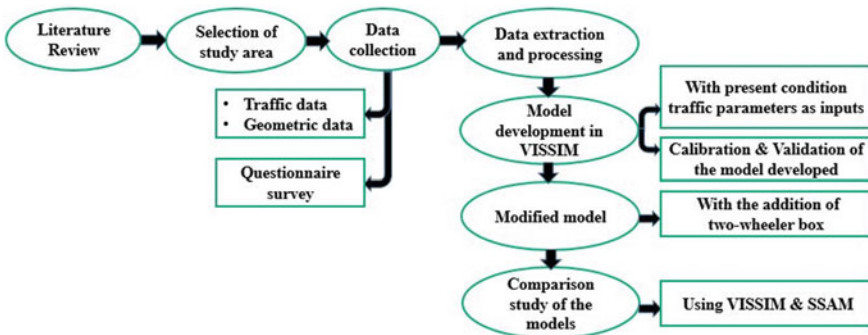 Literature
Review
Selection of
study area
Data
collection
Data extraction
and processing
• Traffic data
• Geometric data
Questionnaire
survey
Model
development in
VISSIM
With present condition
traffic parameters as inputs
Calibration & Validation of
the model developed
Modified model
With the addition of
two-wheeler box
Comparison
study of the
models
Using VISSIM & SSAM